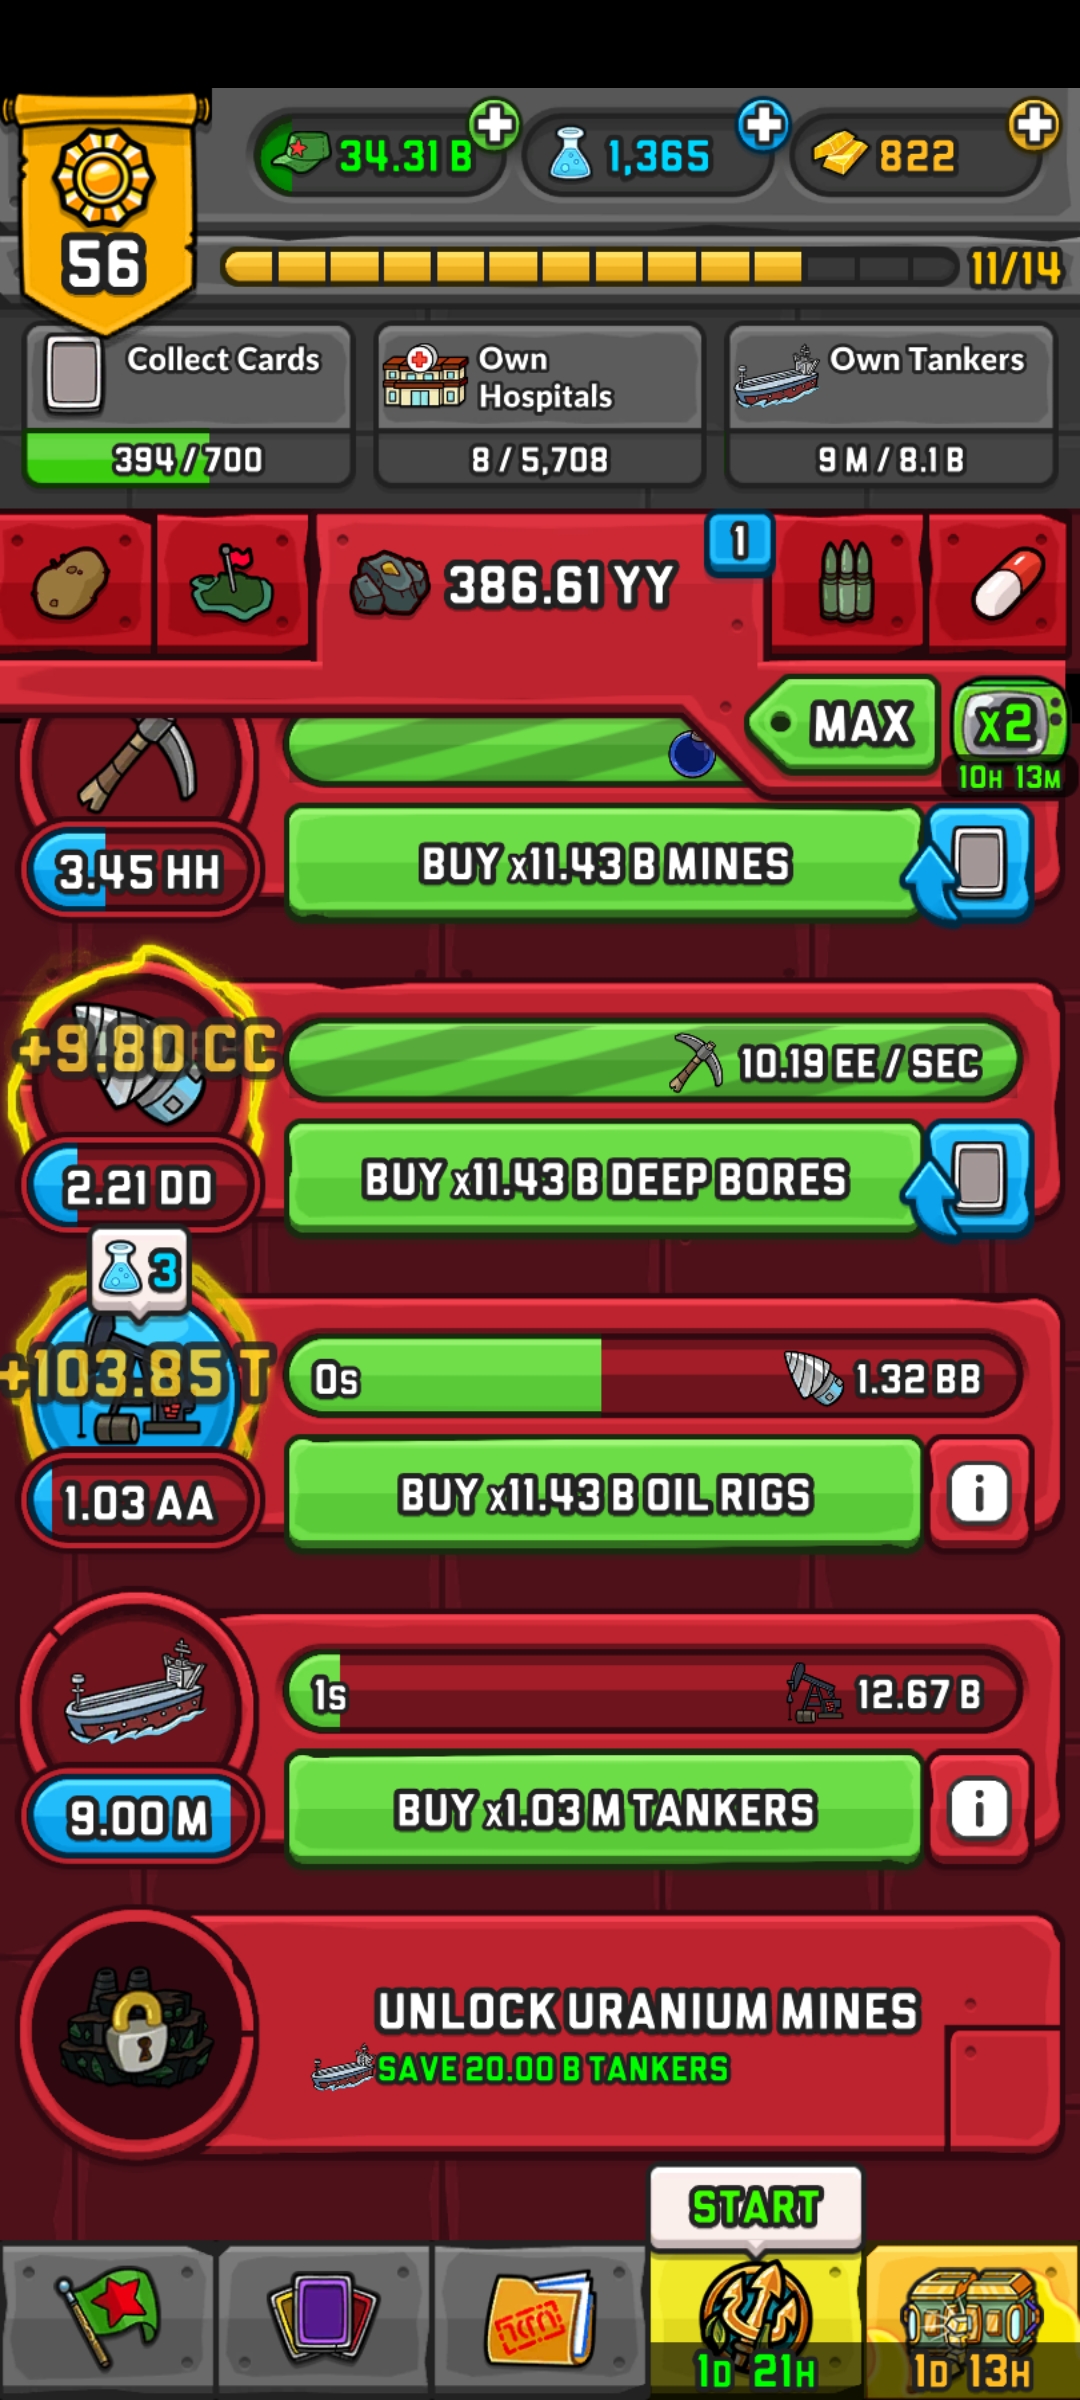 34.31 B
1,365
822
56
11/14
Collect Cards
394 / 700
Own
Hospitals
8 / 5,708
Own Tankers
9 M / 8.1 B
386.61 YY
1
MAX
x2
10H 13M
3.45 HH
BUY x11.43 B MINES
+9.80 CC
10.19 EE / SEC
2.21 DD
BUY x11.43 B DEEP BORES
3
+103.85 T
0s
1.32 BB
1.03 AA
BUY x11.43 B OIL RIGS
i
1s
12.67 B
9.00 M
BUY x1.03 M TANKERS
i
UNLOCK URANIUM MINES
SAVE 20.00 B TANKERS
START
1D 21H
1D 13H